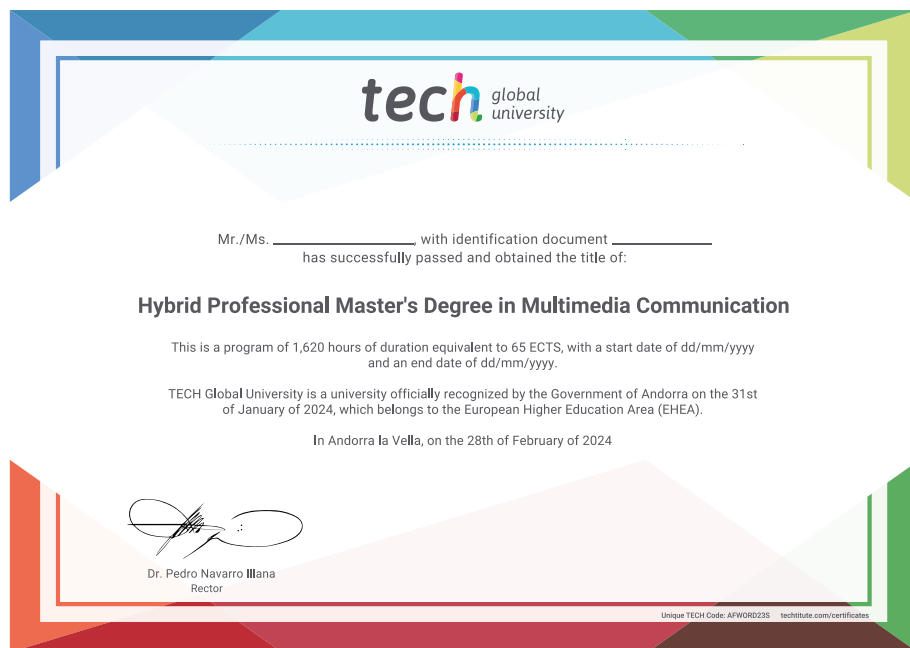 tech global
university
Mr./Ms. ______________, with identification document __________
has successfully passed and obtained the title of:
Hybrid Professional Master's Degree in Multimedia Communication
This is a program of 1,620 hours of duration equivalent to 65 ECTS, with a start date of dd/mm/yyyy
and an end date of dd/mm/yyyy.
TECH Global University is a university officially recognized by the Government of Andorra on the 31st
of January of 2024, which belongs to the European Higher Education Area (EHEA).
In Andorra la Vella, on the 28th of February of 2024
Dr. Pedro Navarro Illana
Rector
Unique TECH Code: AFWORD23S techtitute.com/certificates